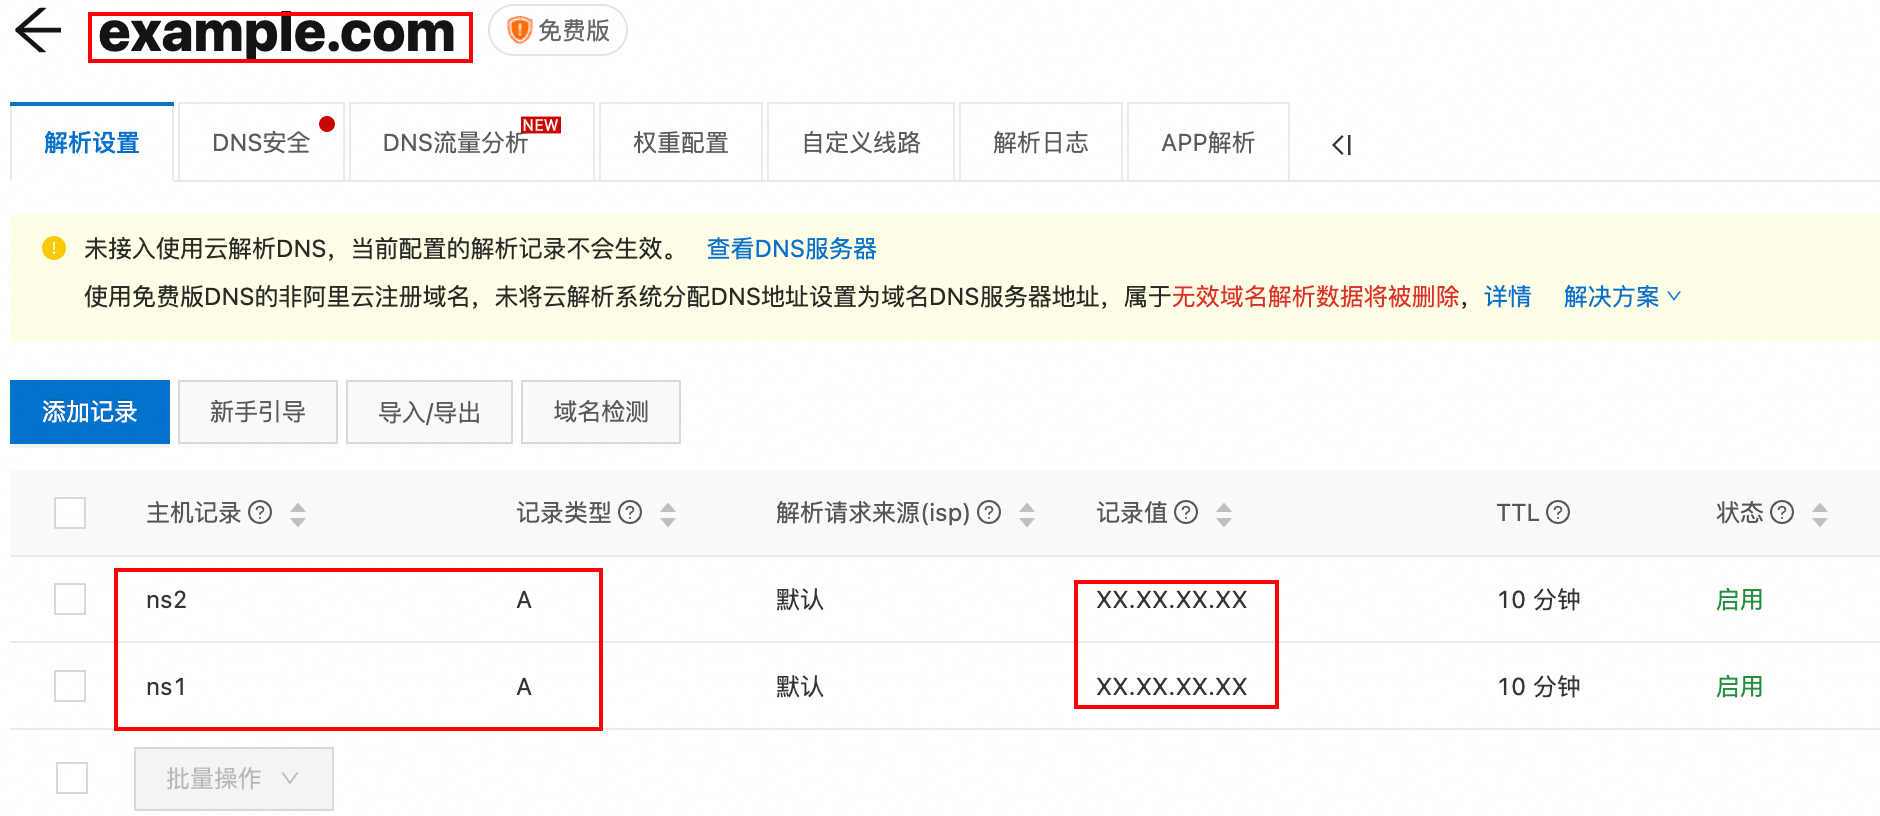 example.com 免费版
解析设置 DNS安全 DNS流量分析 NEW 权重配置 自定义线路 解析日志 APP解析
未接入使用云解析DNS，当前配置的解析记录不会生效。 查看DNS服务器
使用免费版DNS的非阿里云注册域名，未将云解析系统分配DNS地址设置为域名DNS服务器地址，属于无效域名解析数据将被删除，详情 解决方案
添加记录 新手引导 导入/导出 域名检测
主机记录 记录类型 解析请求来源(isp) 记录值 TTL 状态
ns2 A 默认 XX.XX.XX.XX 10 分钟 启用
ns1 A 默认 XX.XX.XX.XX 10 分钟 启用
批量操作